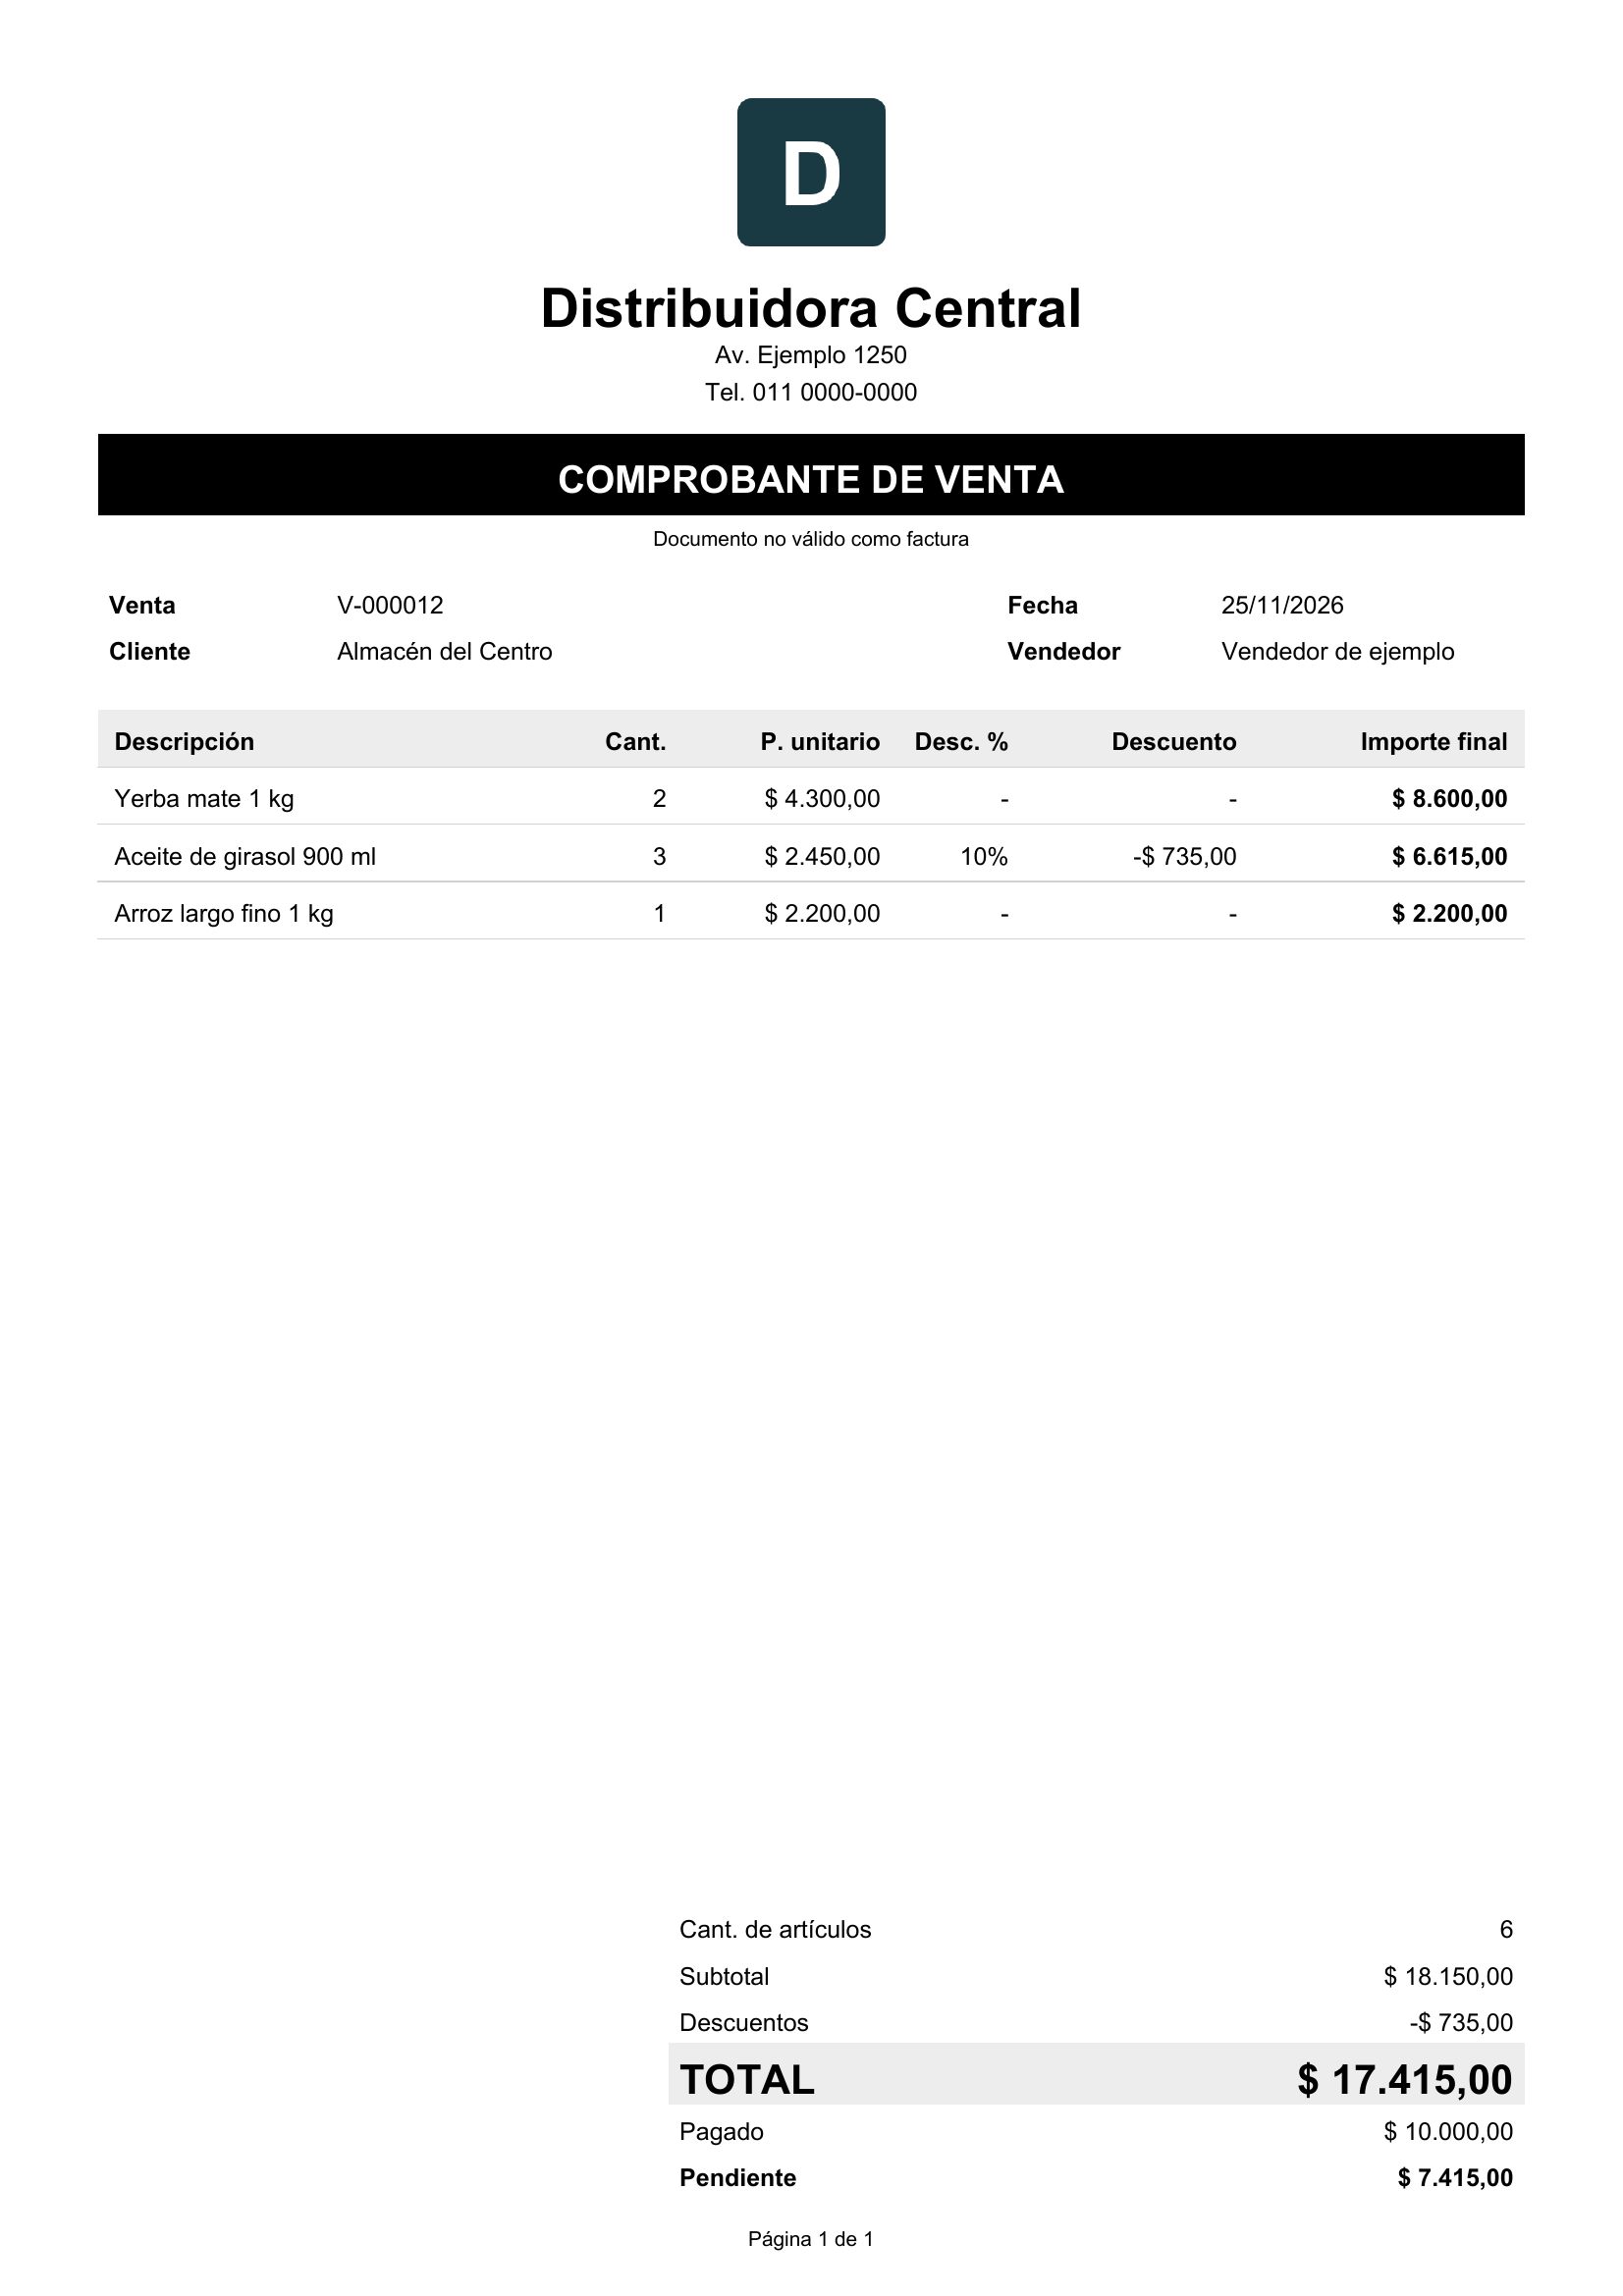 D
Distribuidora Central
Av. Ejemplo 1250
Tel. 011 0000-0000
COMPROBANTE DE VENTA
Documento no válido como factura
Venta V-000012 Fecha 25/11/2026
Cliente Almacén del Centro Vendedor Vendedor de ejemplo
Descripción Cant. P. unitario Desc. % Descuento Importe final
Yerba mate 1 kg 2 $ 4.300,00 - - $ 8.600,00
Aceite de girasol 900 ml 3 $ 2.450,00 10% -$ 735,00 $ 6.615,00
Arroz largo fino 1 kg 1 $ 2.200,00 - - $ 2.200,00
Cant. de artículos 6
Subtotal $ 18.150,00
Descuentos -$ 735,00
TOTAL $ 17.415,00
Pagado $ 10.000,00
Pendiente $ 7.415,00
Página 1 de 1